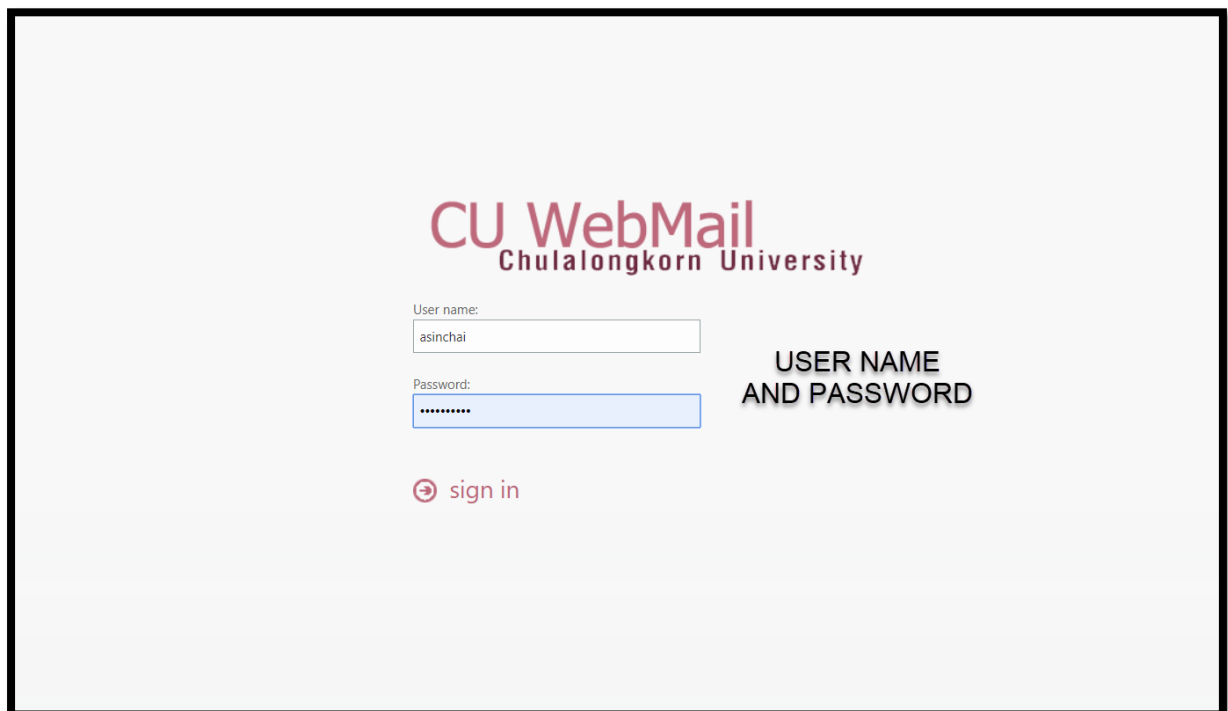 CU WebMail
Chulalongkorn University
User name:
asinchai
USER NAME
AND PASSWORD
Password:
••••••••••
sign in